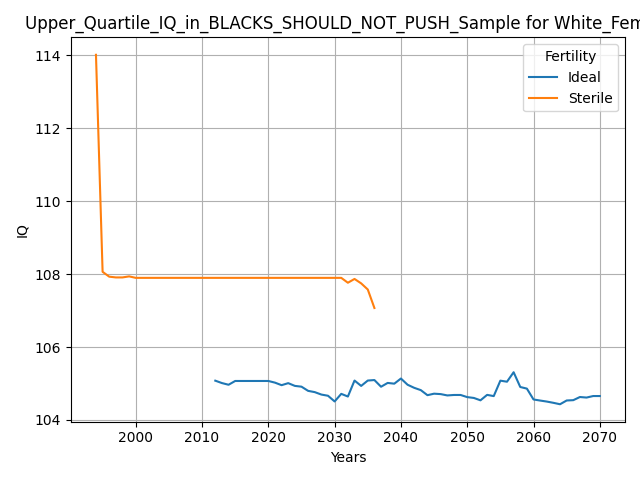 Upper_Quartile_IQ_in_BLACKS_SHOULD_NOT_PUSH_Sample for White_Fem
Fertility
Ideal
Sterile
114
112
110
108
106
104
IQ
2000 2010 2020 2030 2040 2050 2060 2070
Years